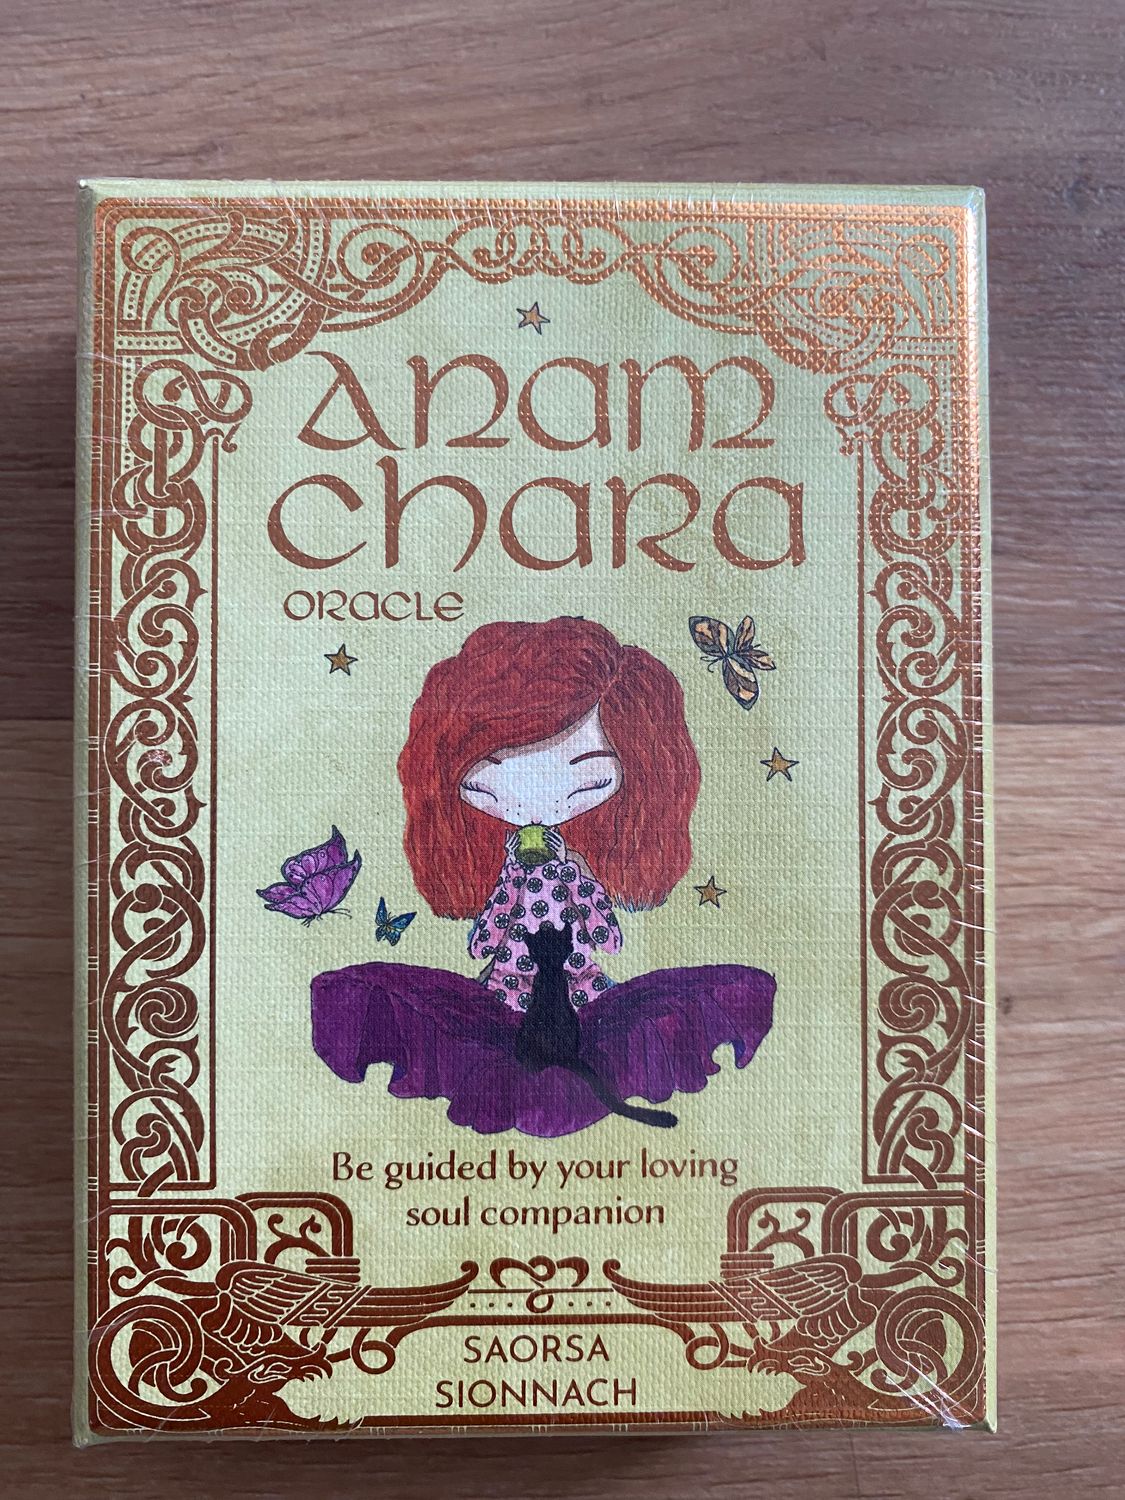 ANAM
CHARA
ORACLE
Be guided by your loving
soul companion
SAORSA
SIONNACH